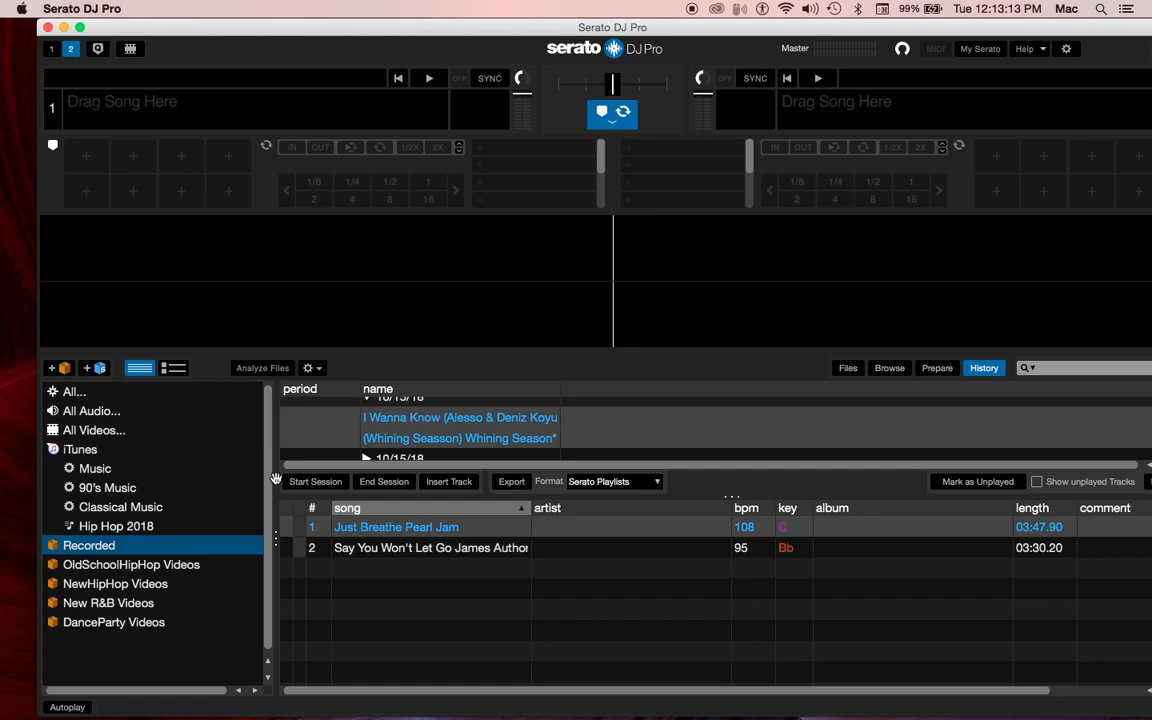 Serato DJ Pro 99% Tue 12:13:13 PM Mac
Serato DJ Pro
1 2 serato DJ Pro Master MIDI My Serato Help
OFF SYNC OFF SYNC
1 Drag Song Here Drag Song Here
IN OUT 1/2X 2X IN OUT 1/2X 2X
1/8 1/4 1/2 1 1/8 1/4 1/2 1
2 4 8 16 2 4 8 16
Analyze Files Files Browse Prepare History
All...
All Audio...
All Videos...
iTunes
Music
90's Music
Classical Music
Hip Hop 2018
Recorded
OldSchoolHipHop Videos
NewHipHop Videos
New R&B Videos
DanceParty Videos
period name
10/15/18
I Wanna Know (Alesso & Deniz Koyu
(Whining Seasson) Whining Season*
10/15/18
Start Session End Session Insert Track Export Format Serato Playlists Mark as Unplayed Show unplayed Tracks
# song artist bpm key album length comment
1 Just Breathe Pearl Jam 108 C 03:47.90
2 Say You Won't Let Go James Author 95 Bb 03:30.20
Autoplay